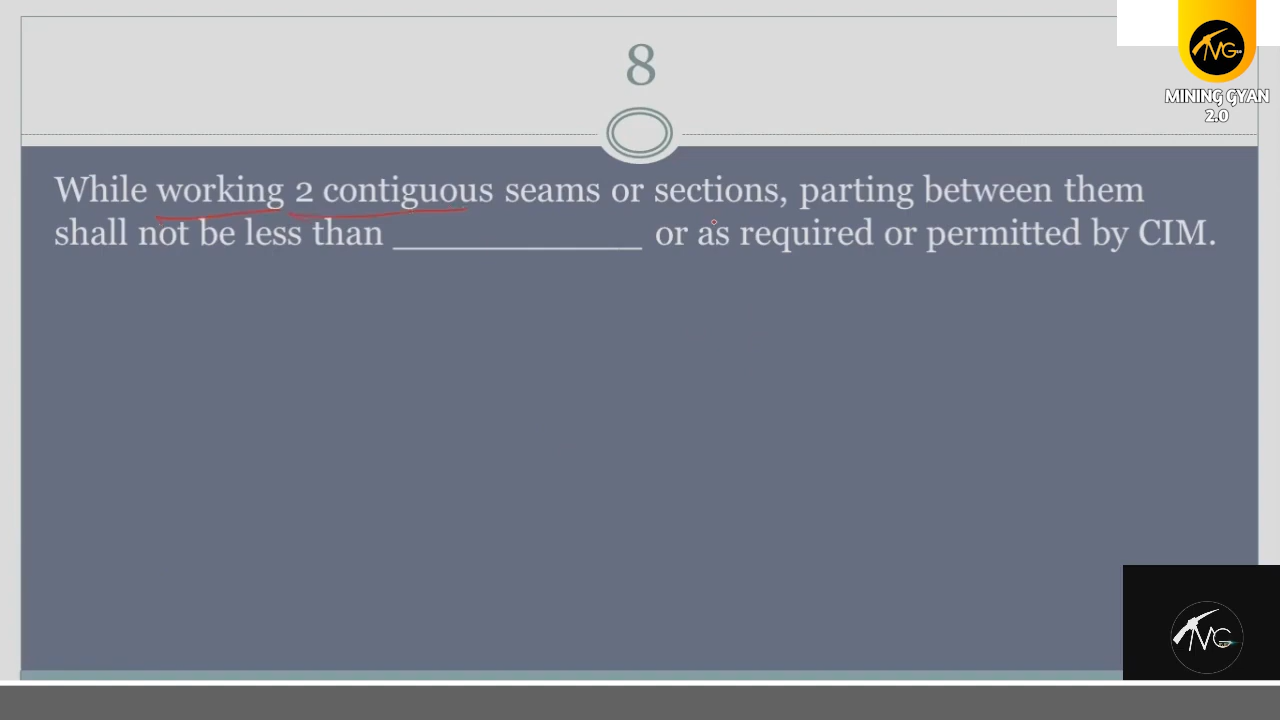 8
MINING GYAN
2.0
While working 2 contiguous seams or sections, parting between them
shall not be less than _____________ or as required or permitted by CIM.